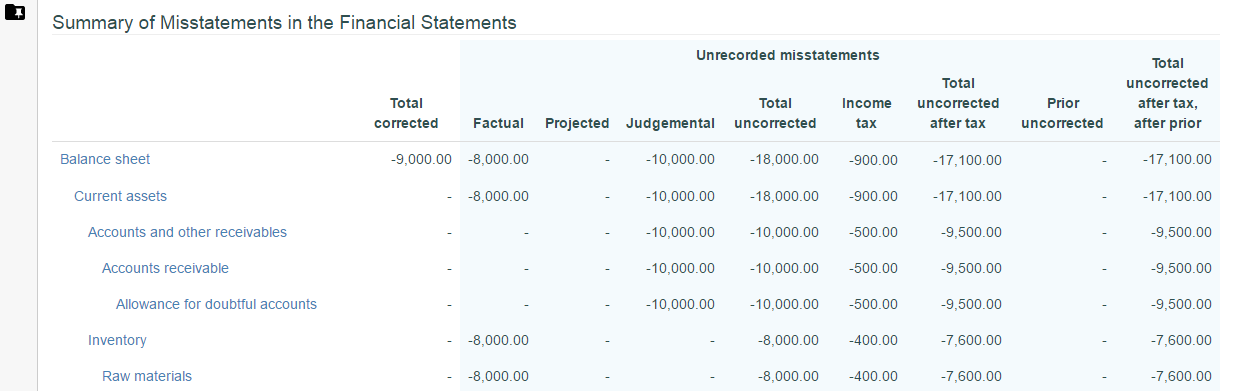 Summary of Misstatements in the Financial Statements
Unrecorded misstatements
Total corrected Factual Projected Judgemental Total uncorrected Income tax Total uncorrected after tax Prior uncorrected Total uncorrected after tax, after prior
Balance sheet -9,000.00 -8,000.00 - -10,000.00 -18,000.00 -900.00 -17,100.00 - -17,100.00
Current assets - -8,000.00 - -10,000.00 -18,000.00 -900.00 -17,100.00 - -17,100.00
Accounts and other receivables - - - -10,000.00 -10,000.00 -500.00 -9,500.00 - -9,500.00
Accounts receivable - - - -10,000.00 -10,000.00 -500.00 -9,500.00 - -9,500.00
Allowance for doubtful accounts - - - -10,000.00 -10,000.00 -500.00 -9,500.00 - -9,500.00
Inventory - -8,000.00 - - -8,000.00 -400.00 -7,600.00 - -7,600.00
Raw materials - -8,000.00 - - -8,000.00 -400.00 -7,600.00 - -7,600.00